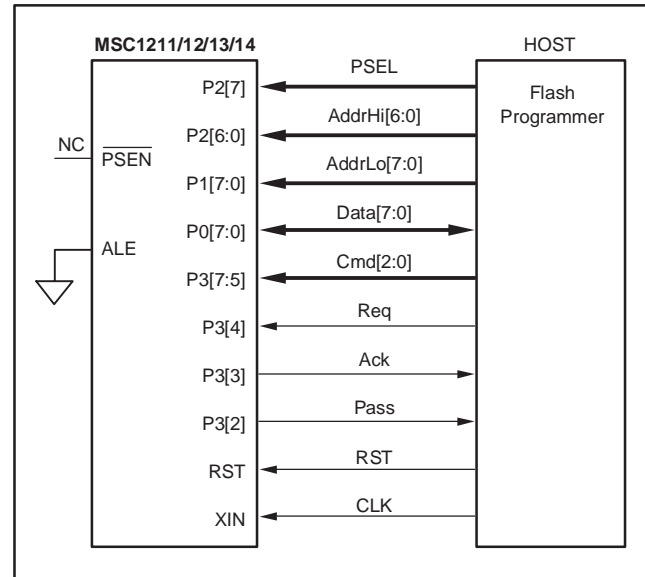 MSC1211/12/13/14 HOST
P2[7] PSEL Flash
Programmer
P2[6:0] AddrHi[6:0]
NC PSEN
P1[7:0] AddrLo[7:0]
P0[7:0] Data[7:0]
ALE
P3[7:5] Cmd[2:0]
P3[4] Req
P3[3] Ack
P3[2] Pass
RST RST
XIN CLK